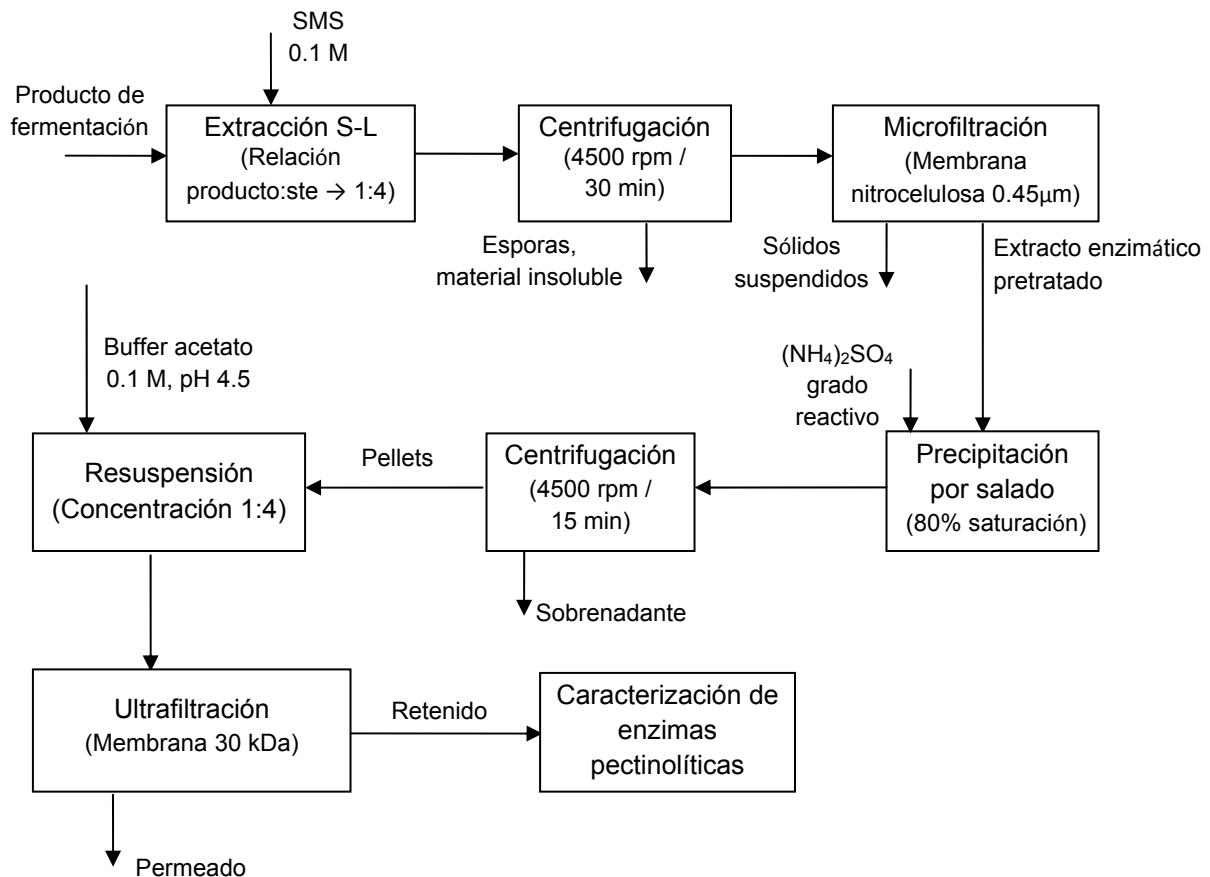 SMS
0.1 M
Producto de
fermentación
Extracción S-L
(Relación
producto:ste → 1:4)
Centrifugación
(4500 rpm /
30 min)
Microfiltración
(Membrana
nitrocelulosa 0.45μm)
Esporas,
material insoluble
Sólidos
suspendidos
Extracto enzimático
pretratado
Buffer acetato
0.1 M, pH 4.5
(NH₄)₂SO₄
grado
reactivo
Resuspensión
(Concentración 1:4)
Pellets
Centrifugación
(4500 rpm /
15 min)
Precipitación
por salado
(80% saturación)
Sobrenadante
Ultrafiltración
(Membrana 30 kDa)
Retenido
Caracterización de
enzimas
pectinolíticas
Permeado